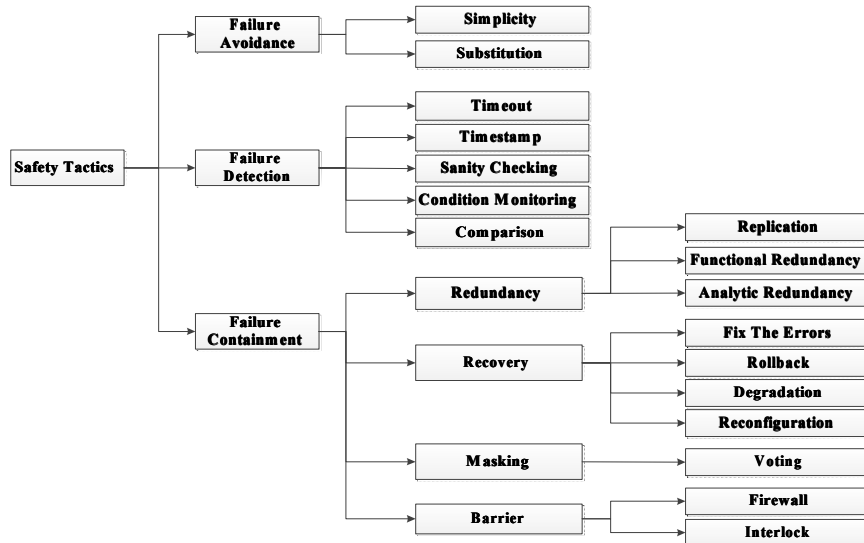 Failure
Avoidance
Simplicity
Substitution
Safety Tactics
Failure
Detection
Timeout
Timestamp
Sanity Checking
Condition Monitoring
Comparison
Failure
Containment
Redundancy
Replication
Functional Redundancy
Analytic Redundancy
Recovery
Fix The Errors
Rollback
Degradation
Reconfiguration
Masking
Voting
Barrier
Firewall
Interlock